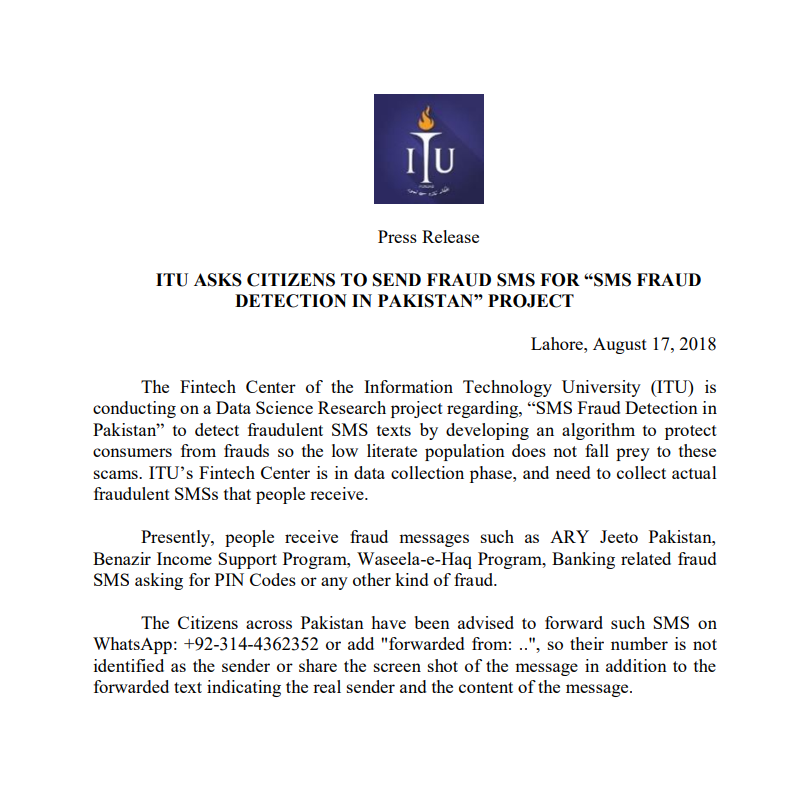 ITU
Press Release
ITU ASKS CITIZENS TO SEND FRAUD SMS FOR “SMS FRAUD
DETECTION IN PAKISTAN” PROJECT
Lahore, August 17, 2018
The Fintech Center of the Information Technology University (ITU) is
conducting on a Data Science Research project regarding, “SMS Fraud Detection in
Pakistan” to detect fraudulent SMS texts by developing an algorithm to protect
consumers from frauds so the low literate population does not fall prey to these
scams. ITU’s Fintech Center is in data collection phase, and need to collect actual
fraudulent SMSs that people receive.
Presently, people receive fraud messages such as ARY Jeeto Pakistan,
Benazir Income Support Program, Waseela-e-Haq Program, Banking related fraud
SMS asking for PIN Codes or any other kind of fraud.
The Citizens across Pakistan have been advised to forward such SMS on
WhatsApp: +92-314-4362352 or add "forwarded from: ..", so their number is not
identified as the sender or share the screen shot of the message in addition to the
forwarded text indicating the real sender and the content of the message.